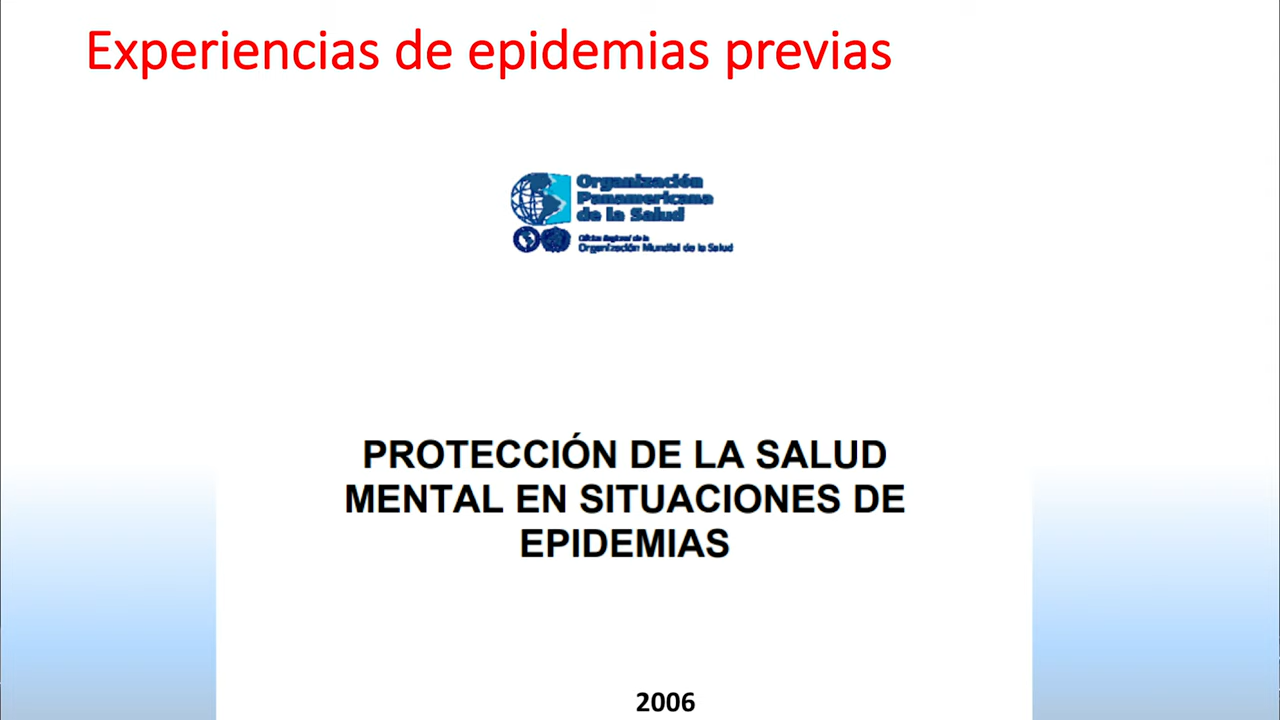 Experiencias de epidemias previas
Organización
Panamericana
de la Salud
Oficina Regional de la
Organización Mundial de la Salud
PROTECCIÓN DE LA SALUD
MENTAL EN SITUACIONES DE
EPIDEMIAS
2006